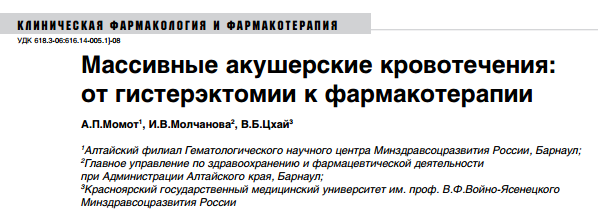 КЛИНИЧЕСКАЯ ФАРМАКОЛОГИЯ И ФАРМАКОТЕРАПИЯ
УДК 618.3-06:616.14-005.1]-08
Массивные акушерские кровотечения:
от гистерэктомии к фармакотерапии
А.П.Момот¹, И.В.Молчанова², В.Б.Цхай³
¹Алтайский филиал Гематологического научного центра Минздравсоцразвития России, Барнаул;
²Главное управление по здравоохранению и фармацевтической деятельности
при Администрации Алтайского края, Барнаул;
³Красноярский государственный медицинский университет им. проф. В.Ф.Войно-Ясенецкого
Минздравсоцразвития России